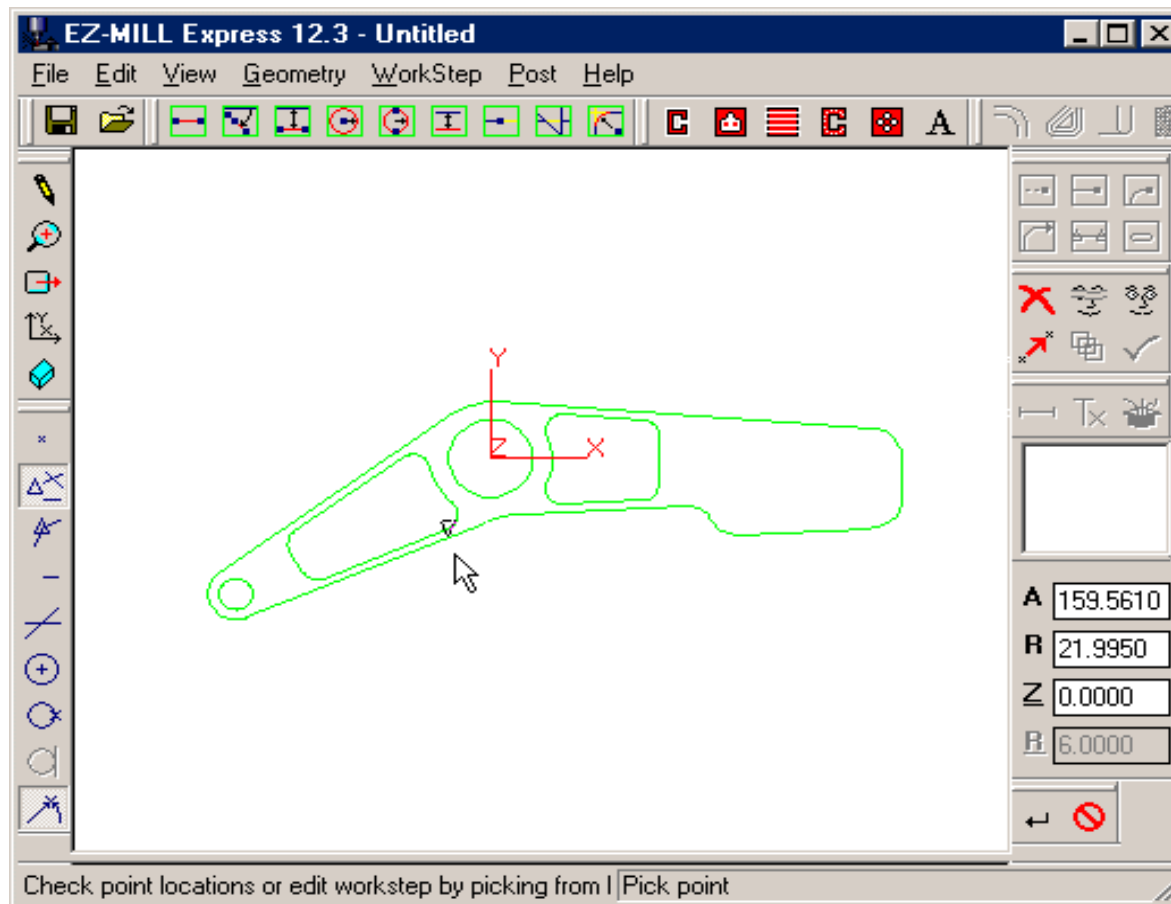 EZ-MILL Express 12.3 - Untitled
File Edit View Geometry WorkStep Post Help
C C A
Y X
Tx
Y
Z X
A 159.5610
R 21.9950
Z 0.0000
R 6.0000
Check point locations or edit workstep by picking from l Pick point